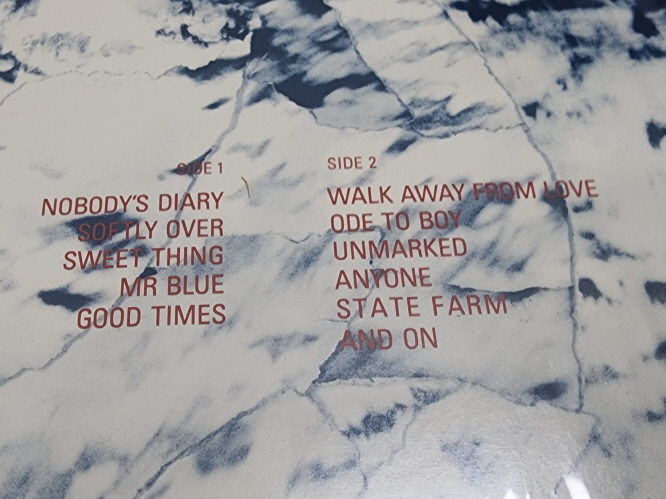 SIDE 1
NOBODY'S DIARY
SOFTLY OVER
SWEET THING
MR BLUE
GOOD TIMES
SIDE 2
WALK AWAY FROM LOVE
ODE TO BOY
UNMARKED
ANYONE
STATE FARM
AND ON